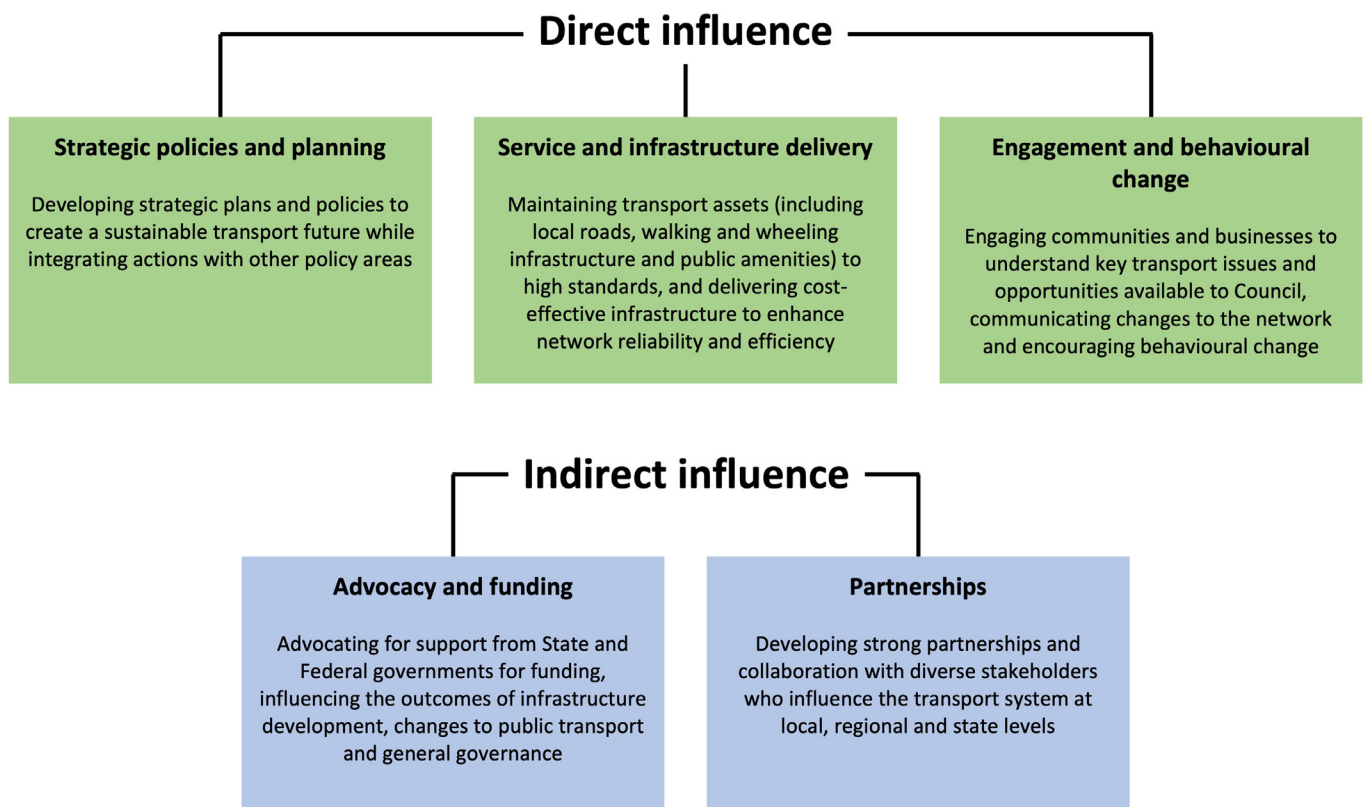 Direct influence
Strategic policies and planning
Developing strategic plans and policies to
create a sustainable transport future while
integrating actions with other policy areas
Service and infrastructure delivery
Maintaining transport assets (including
local roads, walking and wheeling
infrastructure and public amenities) to
high standards, and delivering cost-
effective infrastructure to enhance
network reliability and efficiency
Engagement and behavioural
change
Engaging communities and businesses to
understand key transport issues and
opportunities available to Council,
communicating changes to the network
and encouraging behavioural change
Indirect influence
Advocacy and funding
Advocating for support from State and
Federal governments for funding,
influencing the outcomes of infrastructure
development, changes to public transport
and general governance
Partnerships
Developing strong partnerships and
collaboration with diverse stakeholders
who influence the transport system at
local, regional and state levels